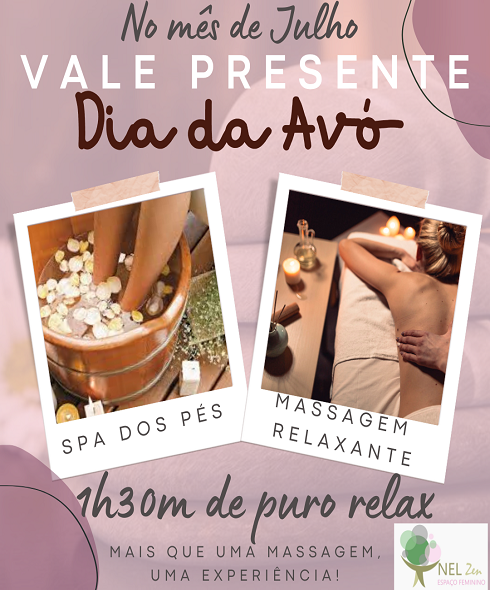 No mês de Julho
VALE PRESENTE
Dia da Avó
SPA DOS PÉS
MASSAGEM
RELAXANTE
1h30m de puro relax
MAIS QUE UMA MASSAGEM,
UMA EXPERIÊNCIA!
NEL Zen
ESPAÇO FEMININO